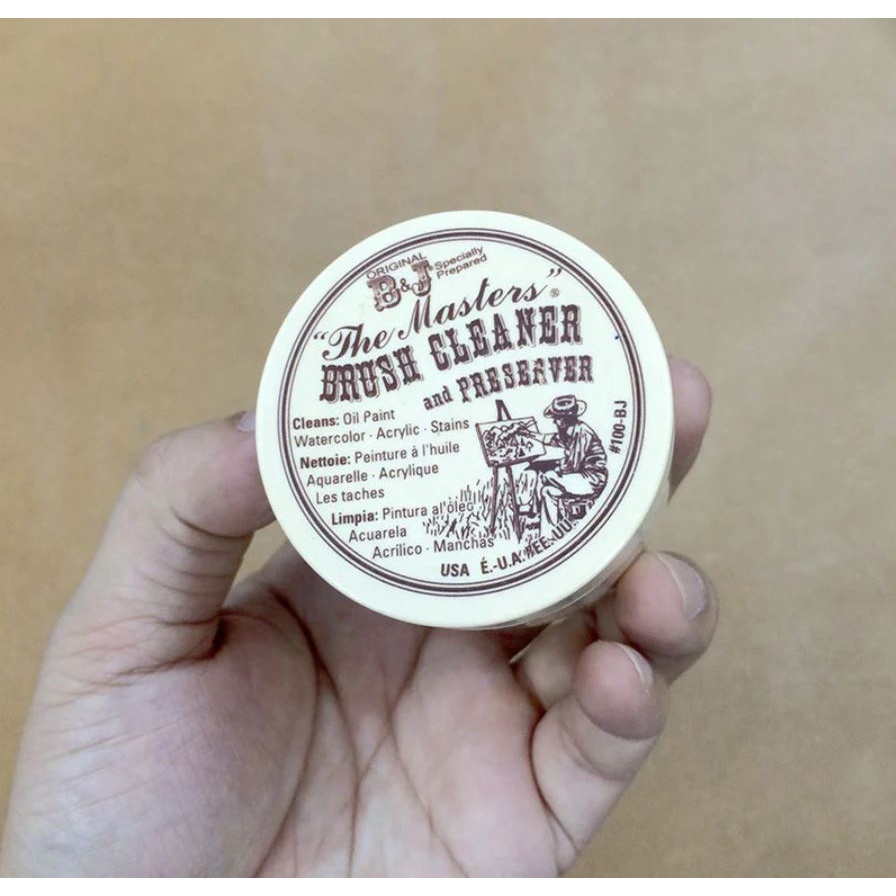 ORIGINAL B&J Specially
Prepared
"The Masters"®
BRUSH CLEANER
and PRESERVER
Cleans: Oil Paint
Watercolor · Acrylic · Stains
Nettoie: Peinture à l'huile
Aquarelle · Acrylique
Les taches
Limpia: Pintura al óleo
Acuarela
Acrílico · Manchas
USA É.-U.A. EE.UU.
#100-BJ